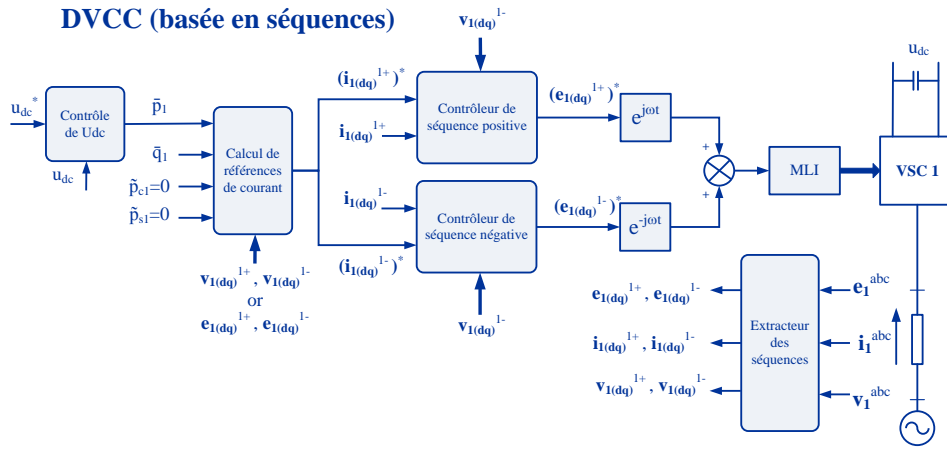 DVCC (basée en séquences)
v1(dq)1-
udc
udc*
Contrôle de Udc
udc
p̄1
q̄1
p̃c1=0
p̃s1=0
Calcul de références de courant
v1(dq)1+ , v1(dq)1-
or
e1(dq)1+ , e1(dq)1-
(i1(dq)1+)*
i1(dq)1+
Contrôleur de séquence positive
(e1(dq)1+)*
ejωt
i1(dq)1-
(i1(dq)1-)*
Contrôleur de séquence négative
v1(dq)1-
(e1(dq)1-)*
e-jωt
+
+
MLI
VSC 1
e1(dq)1+ , e1(dq)1-
i1(dq)1+ , i1(dq)1-
v1(dq)1+ , v1(dq)1-
Extracteur des séquences
e1abc
i1abc
v1abc